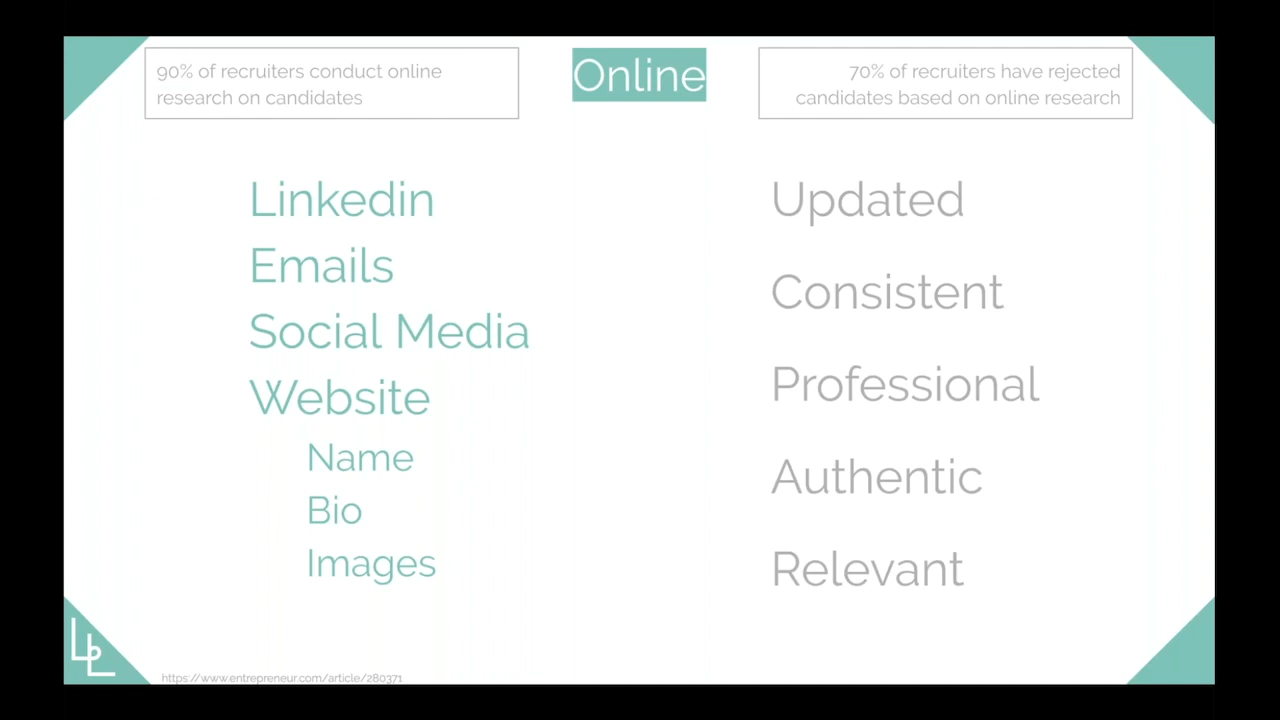 90% of recruiters conduct online
research on candidates
Online
70% of recruiters have rejected
candidates based on online research
Linkedin
Emails
Social Media
Website
Name
Bio
Images
Updated
Consistent
Professional
Authentic
Relevant
https://www.entrepreneur.com/article/280371